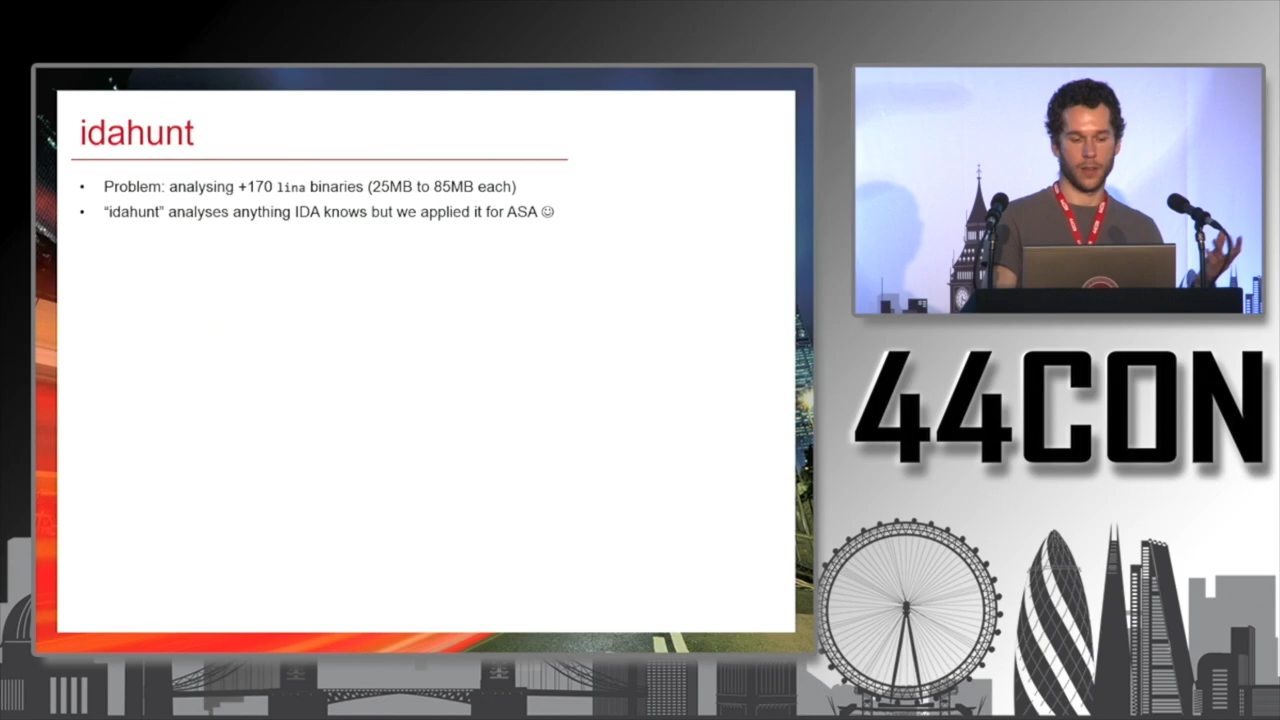 idahunt
• Problem: analysing +170 lina binaries (25MB to 85MB each)
• “idahunt” analyses anything IDA knows but we applied it for ASA ☺
44CON